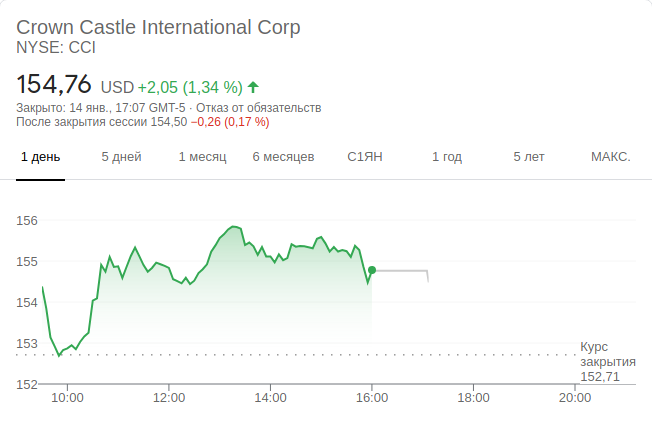 Crown Castle International Corp
NYSE: CCI
154,76 USD +2,05 (1,34 %)
Закрыто: 14 янв., 17:07 GMT-5 · Отказ от обязательств
После закрытия сессии 154,50 −0,26 (0,17 %)
1 день 5 дней 1 месяц 6 месяцев С1ЯН 1 год 5 лет МАКС.
156
155
154
153
Курс
закрытия
152,71
152
10:00 12:00 14:00 16:00 18:00 20:00